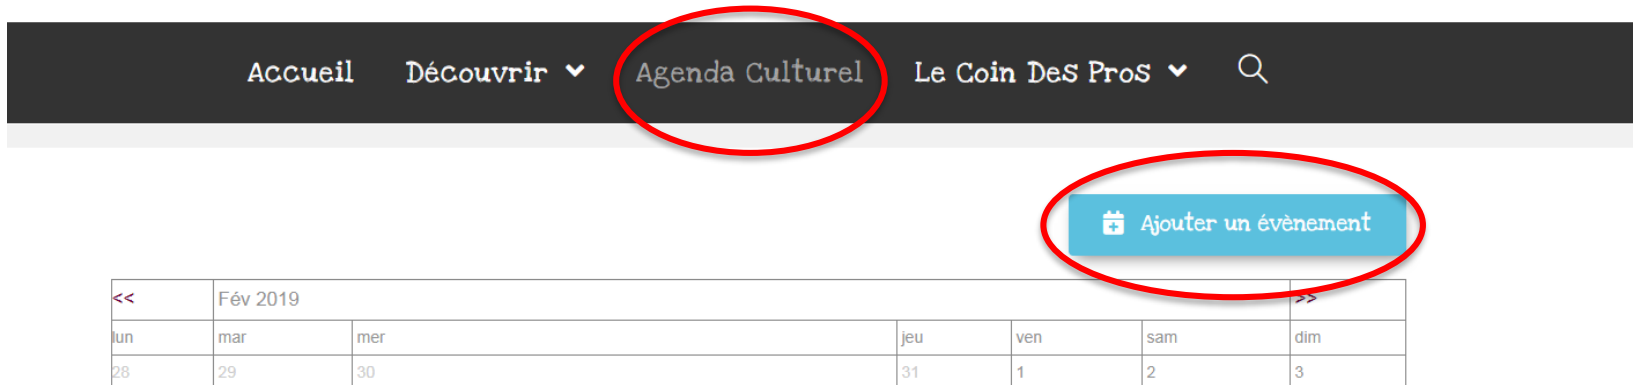 Accueil Découvrir Agenda Culturel Le Coin Des Pros
Ajouter un évènement
<< Fév 2019 >>
lun mar mer jeu ven sam dim
28 29 30 31 1 2 3